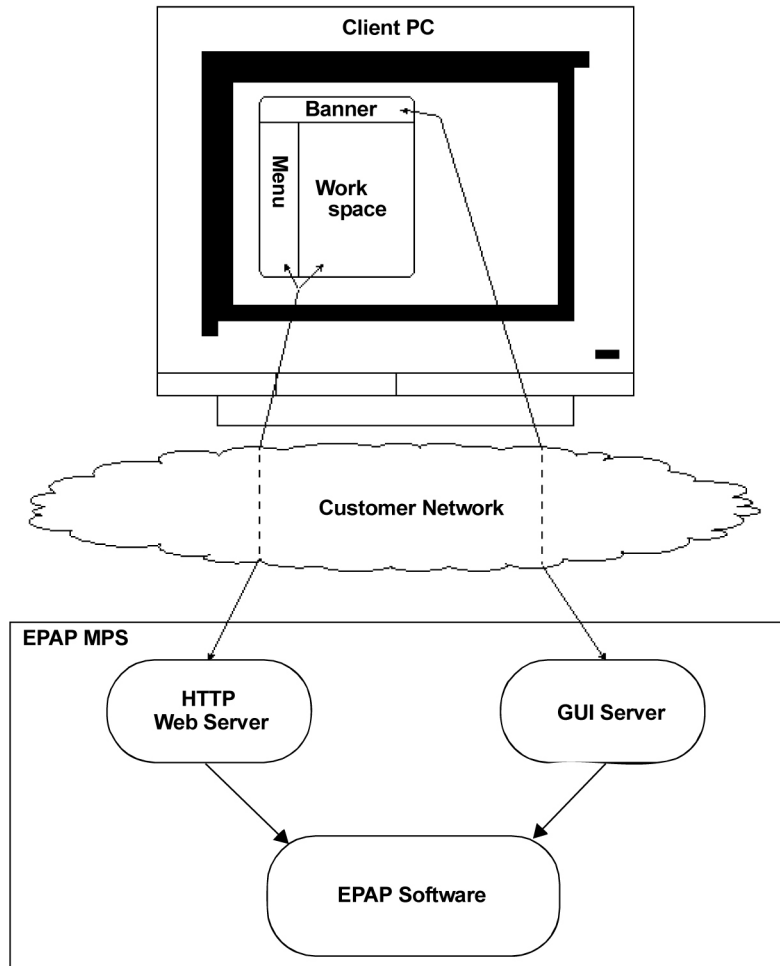 Client PC
Banner
Menu
Work
space
Customer Network
EPAP MPS
HTTP
Web Server
GUI Server
EPAP Software